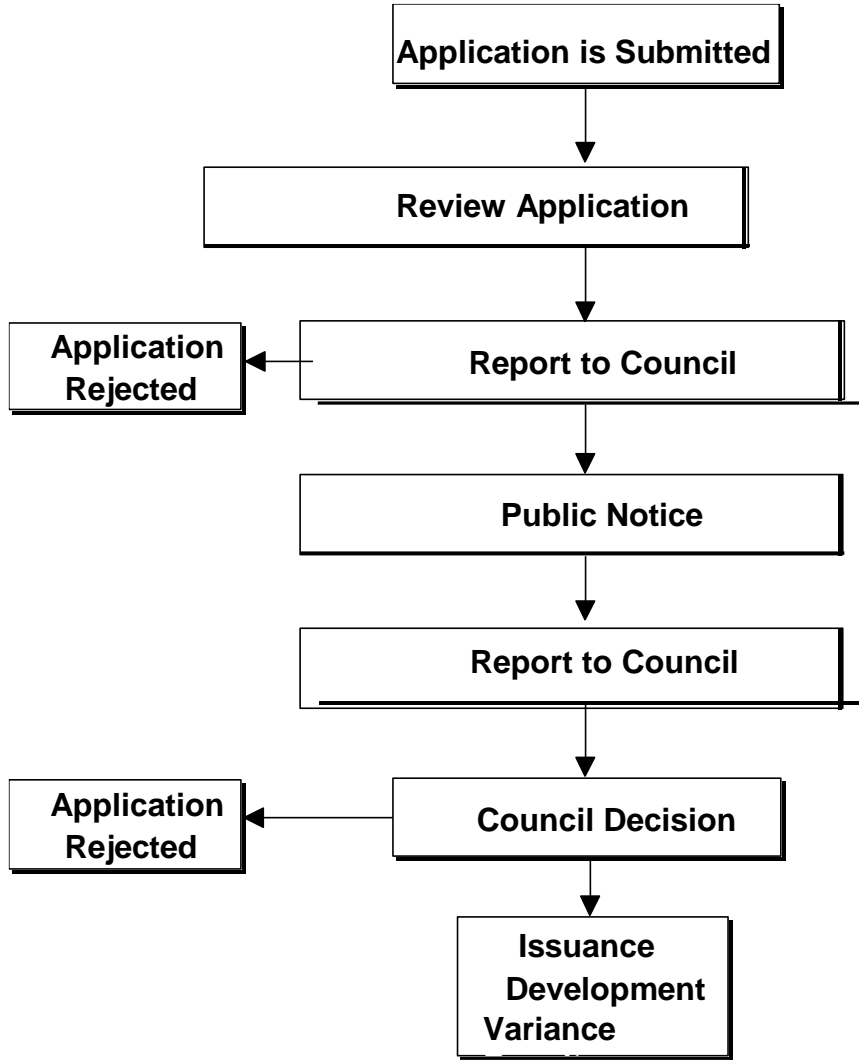 Application is Submitted
Review Application
Application
Rejected
Report to Council
Public Notice
Report to Council
Application
Rejected
Council Decision
Issuance
Development
Variance